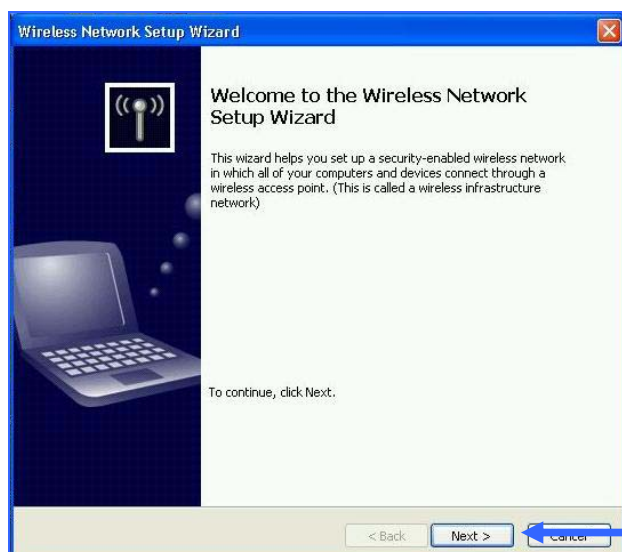 Wireless Network Setup Wizard
Welcome to the Wireless Network
Setup Wizard
This wizard helps you set up a security-enabled wireless network
in which all of your computers and devices connect through a
wireless access point. (This is called a wireless infrastructure
network)
To continue, click Next.
< Back Next > Cancel